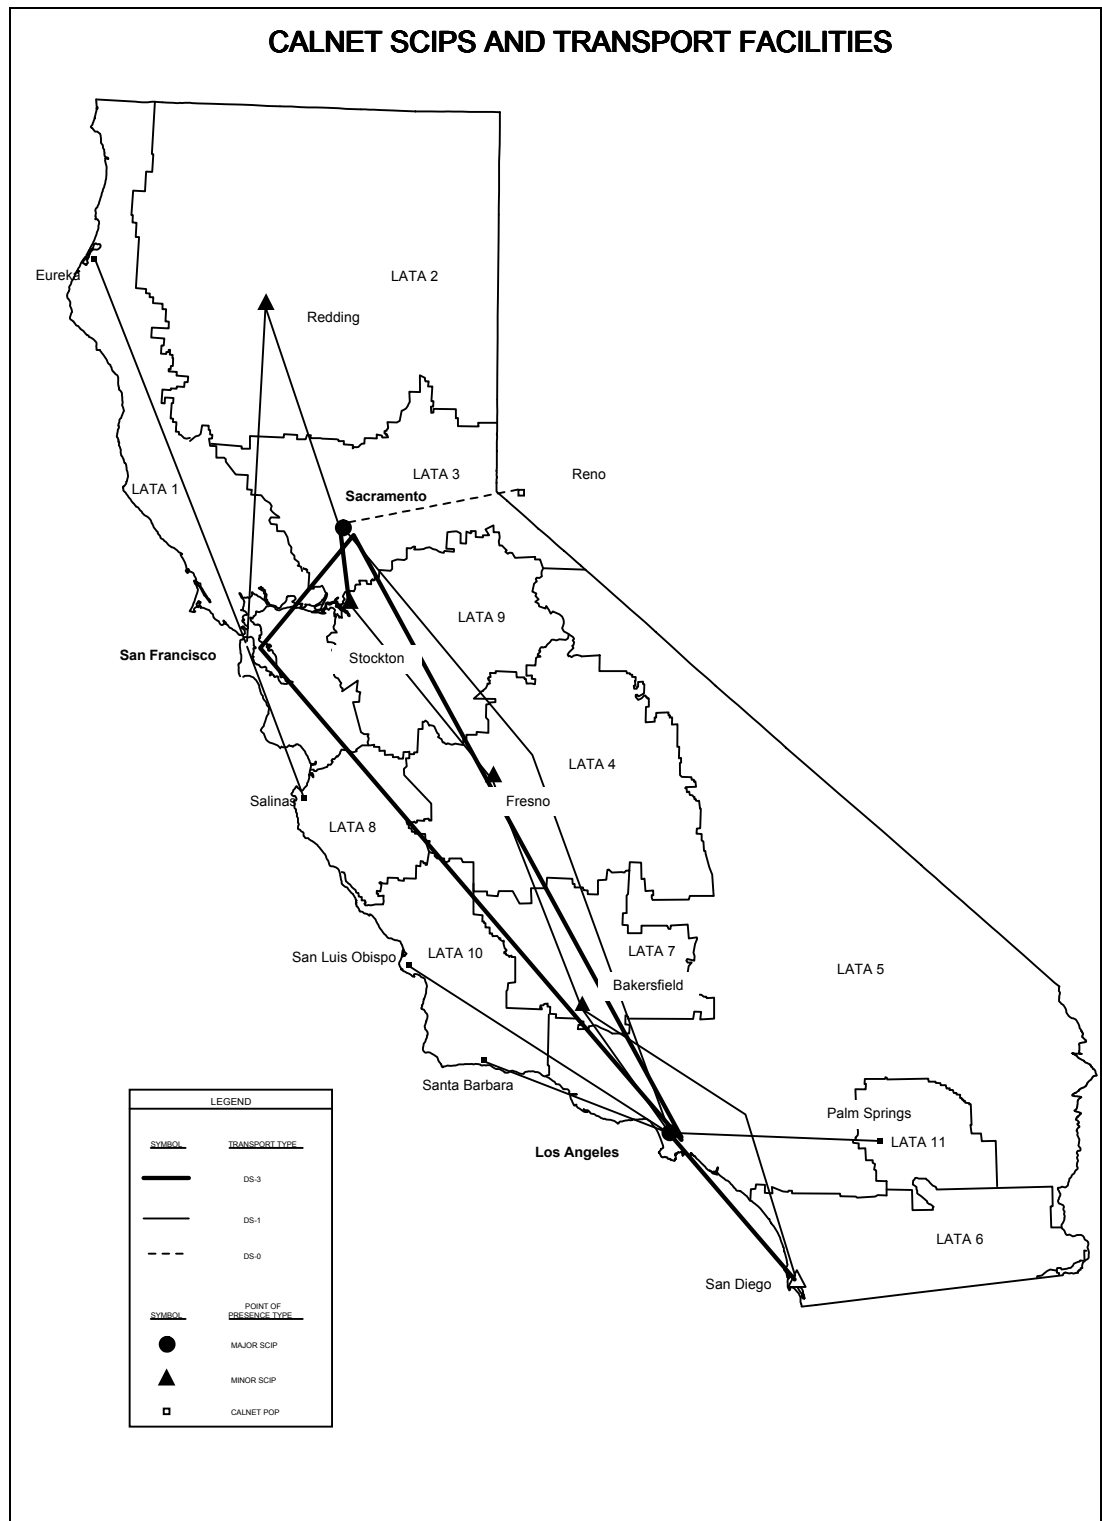 CALNET SCIPS AND TRANSPORT FACILITIES
Eureka
LATA 2
Redding
LATA 3
Reno
LATA 1
Sacramento
LATA 9
San Francisco
Stockton
LATA 4
Salinas
Fresno
LATA 8
San Luis Obispo
LATA 10
LATA 7
LATA 5
Bakersfield
Santa Barbara
Palm Springs
LATA 11
Los Angeles
LATA 6
San Diego
LEGEND
SYMBOL TRANSPORT TYPE
DS-3
DS-1
DS-0
SYMBOL POINT OF
PRESENCE TYPE
MAJOR SCIP
MINOR SCIP
CALNET POP